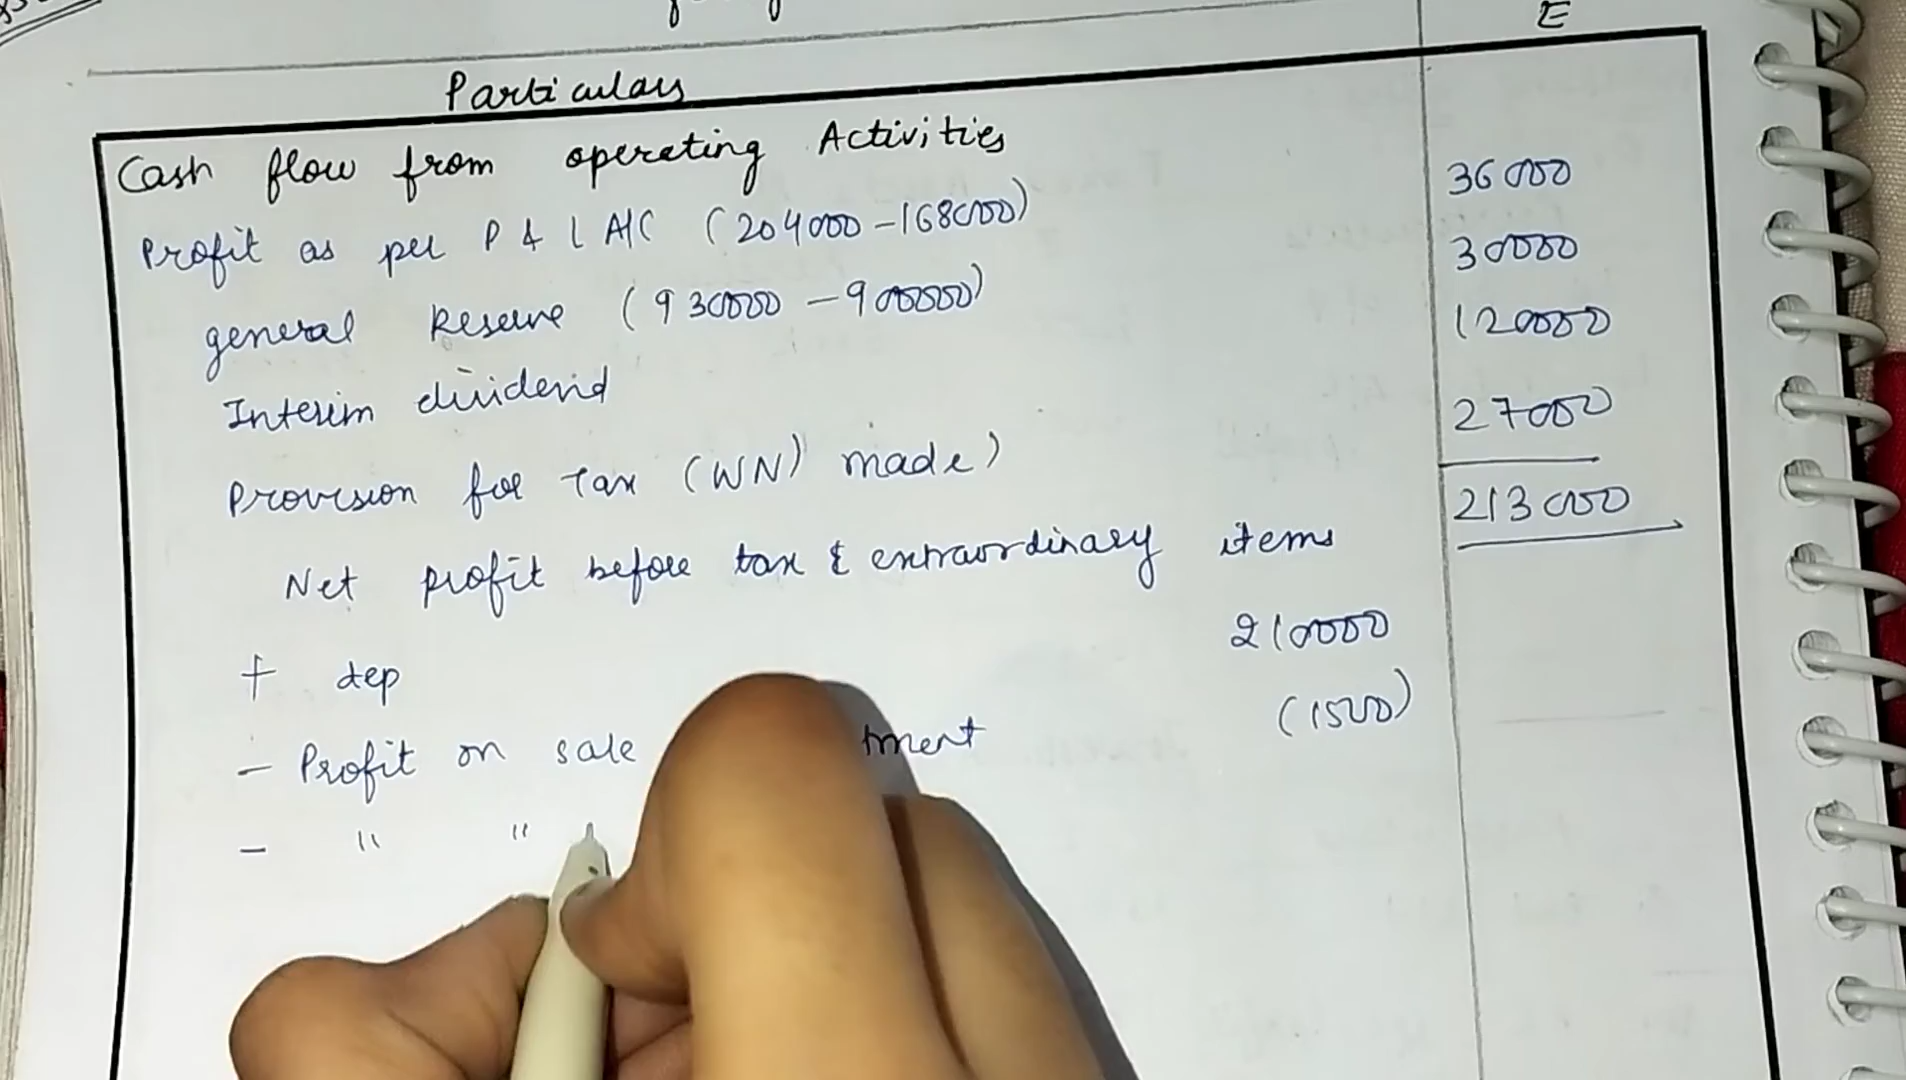 E
Particulars
Cash flow from operating Activities
Profit as per P & L A/C (204000 - 168000) 36000
general Reserve (930000 - 900000) 30000
Interim dividend 120000
Provision for Tax (WN) made) 27000
Net profit before tax & extraordinary items 213000
+ dep 210000
- Profit on sale tment (1500)
- " "